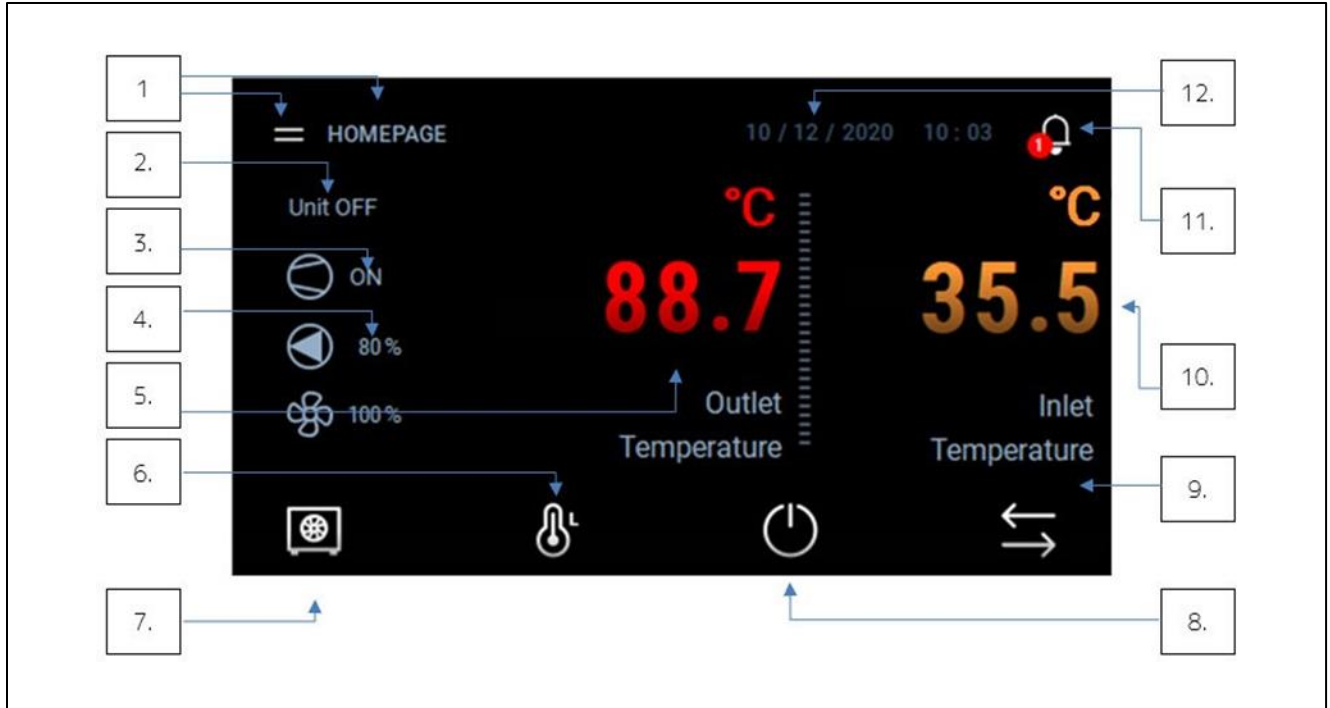 1
12.
HOMEPAGE
10 / 12 / 2020 10 : 03
1
2.
Unit OFF
°C
°C
11.
3.
ON
88.7
35.5
4.
80 %
10.
5.
100 %
Outlet
Temperature
Inlet
Temperature
6.
9.
L
7.
8.